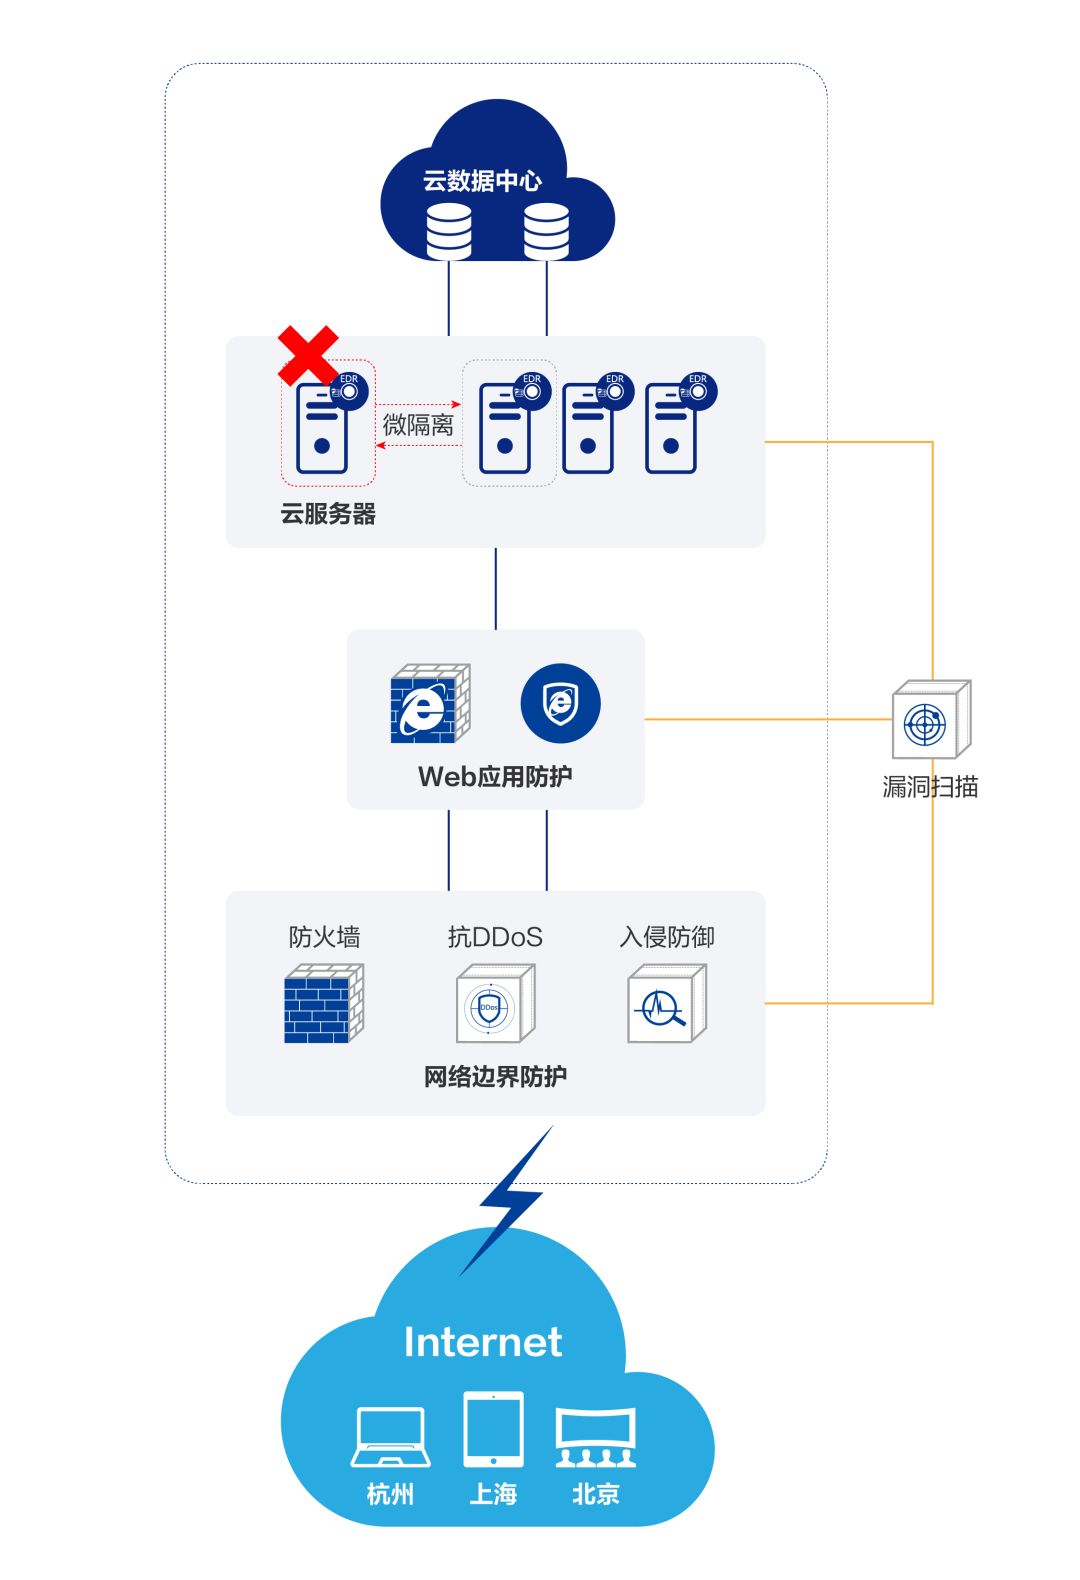 云数据中心
EDR
EDR
EDR
EDR
微隔离
云服务器
Web应用防护
漏洞扫描
防火墙
抗DDoS
入侵防御
DDos
网络边界防护
Internet
杭州
上海
北京